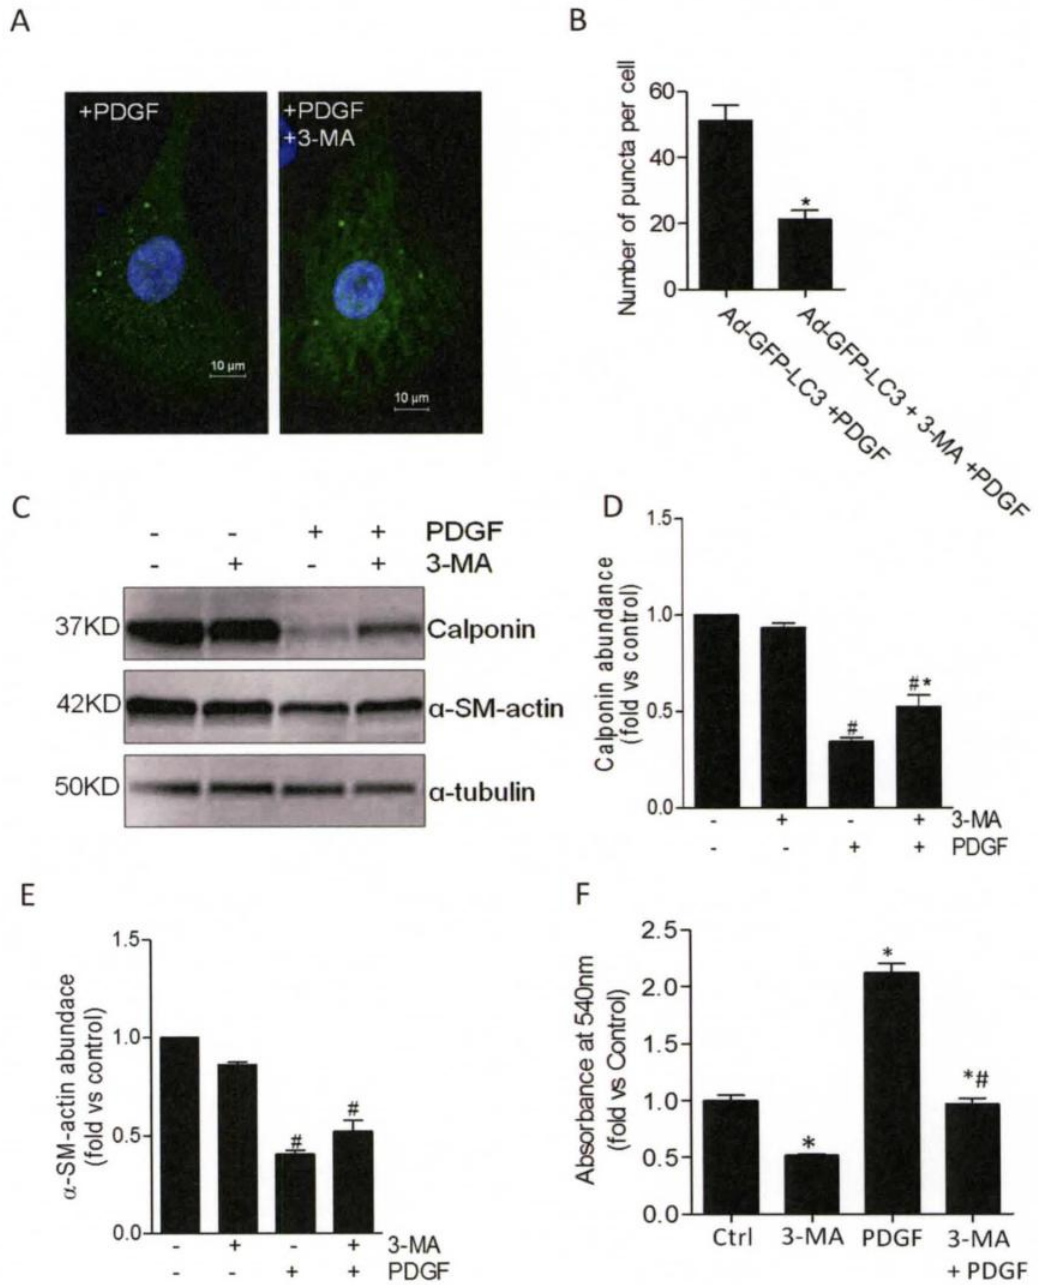 A
B
+PDGF
+PDGF
+3-MA
10 µm
10 µm
Number of puncta per cell
60
40
20
0
*
Ad-GFP-LC3 +PDGF
Ad-GFP-LC3 + 3-MA +PDGF
C
- - + + PDGF
- + - + 3-MA
37KD Calponin
42KD α-SM-actin
50KD α-tubulin
D
Calponin abundance
(fold vs control)
1.5
1.0
0.5
0.0
#
# *
- + - + 3-MA
- - + + PDGF
E
α-SM-actin abundace
(fold vs control)
1.5
1.0
0.5
0.0
#
#
- + - + 3-MA
- - + + PDGF
F
Absorbance at 540nm
(fold vs Control)
2.5
2.0
1.5
1.0
0.5
0.0
*
*
*#
Ctrl 3-MA PDGF 3-MA
+ PDGF